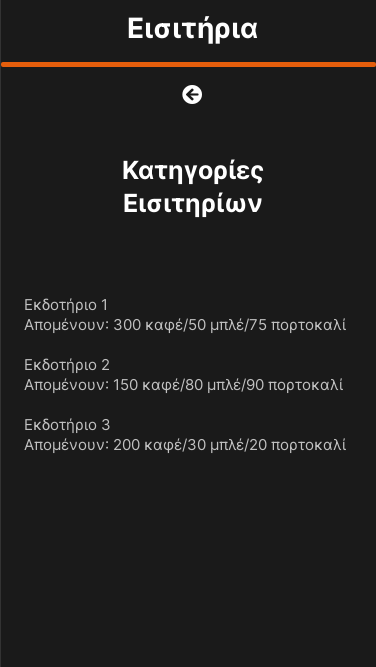 Εισιτήρια
Κατηγορίες
Εισιτηρίων
Εκδοτήριο 1
Απομένουν: 300 καφέ/50 μπλέ/75 πορτοκαλί
Εκδοτήριο 2
Απομένουν: 150 καφέ/80 μπλέ/90 πορτοκαλί
Εκδοτήριο 3
Απομένουν: 200 καφέ/30 μπλέ/20 πορτοκαλί